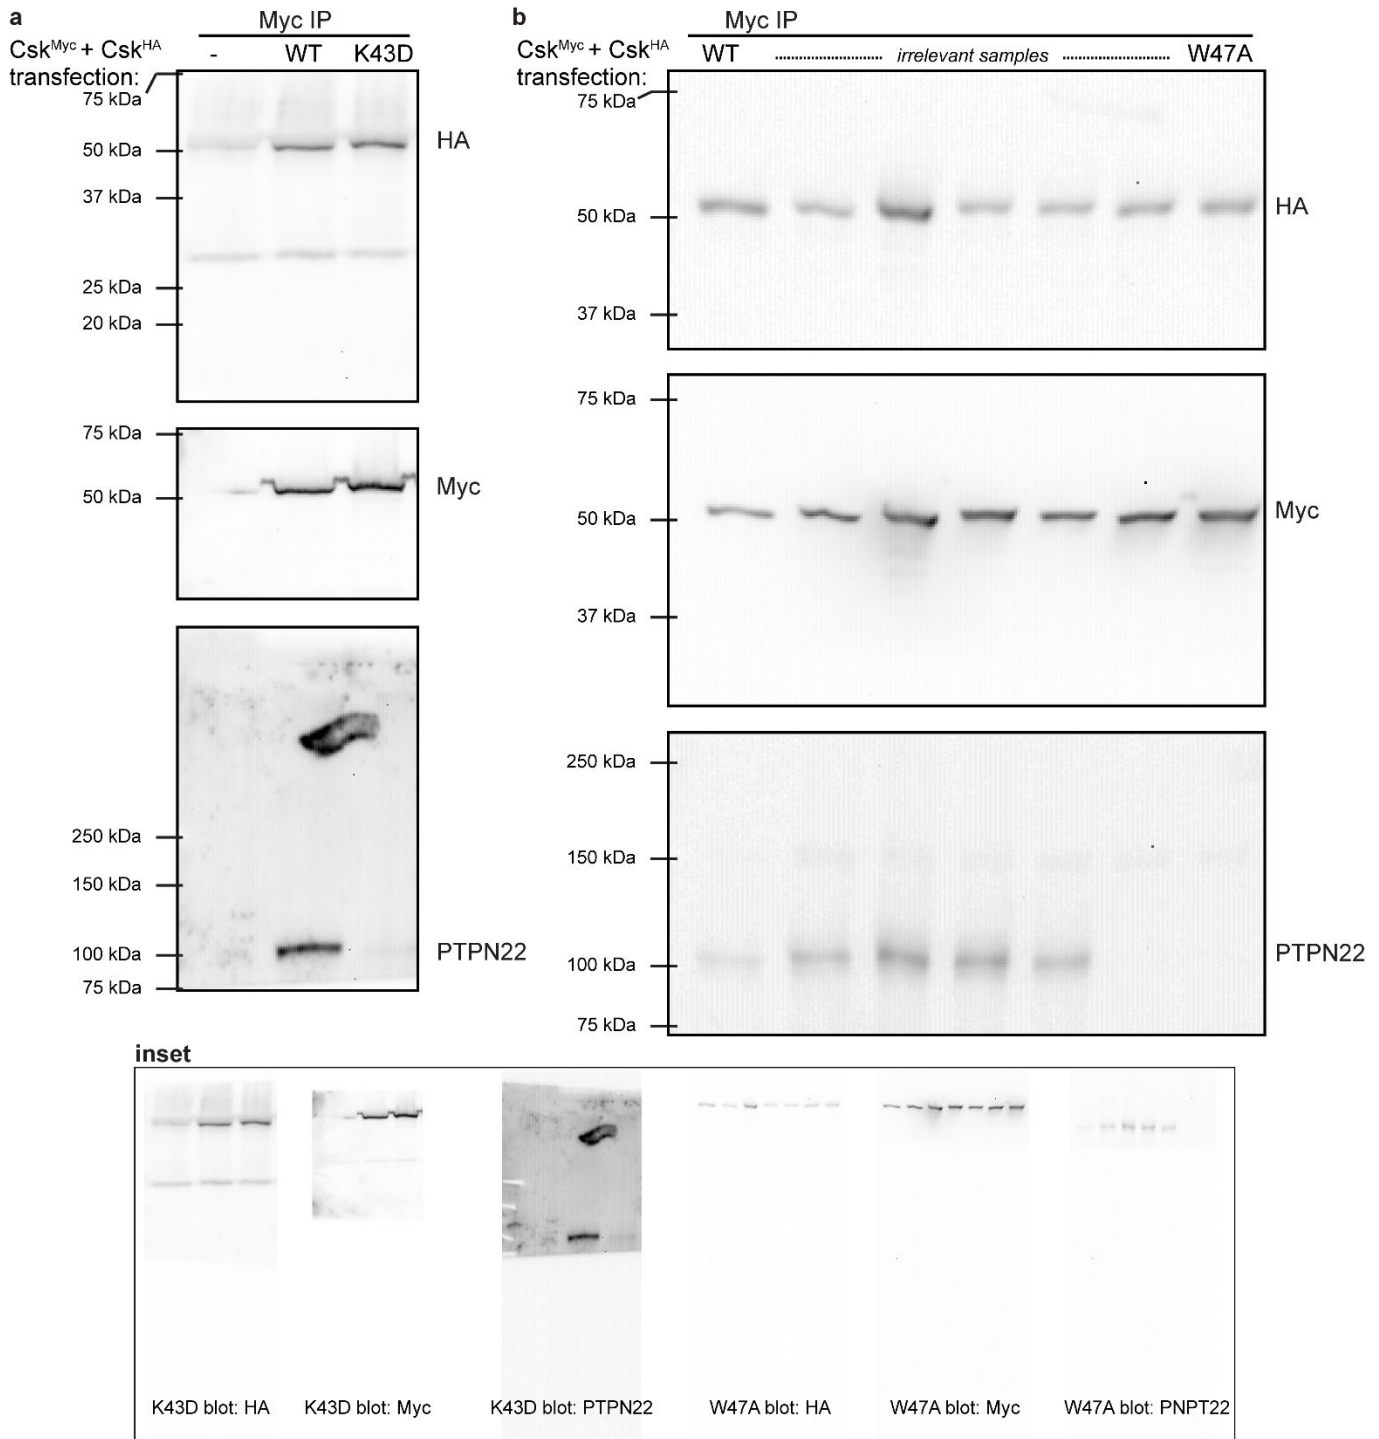 a
Myc IP
Csk^Myc + Csk^HA
transfection:
- WT K43D
75 kDa
50 kDa
37 kDa
25 kDa
20 kDa
HA
75 kDa
50 kDa
Myc
250 kDa
150 kDa
100 kDa
75 kDa
PTPN22
b
Myc IP
Csk^Myc + Csk^HA
transfection:
WT irrelevant samples W47A
75 kDa
50 kDa
37 kDa
HA
75 kDa
50 kDa
37 kDa
Myc
250 kDa
150 kDa
100 kDa
75 kDa
PTPN22
inset
K43D blot: HA
K43D blot: Myc
K43D blot: PTPN22
W47A blot: HA
W47A blot: Myc
W47A blot: PNPT22